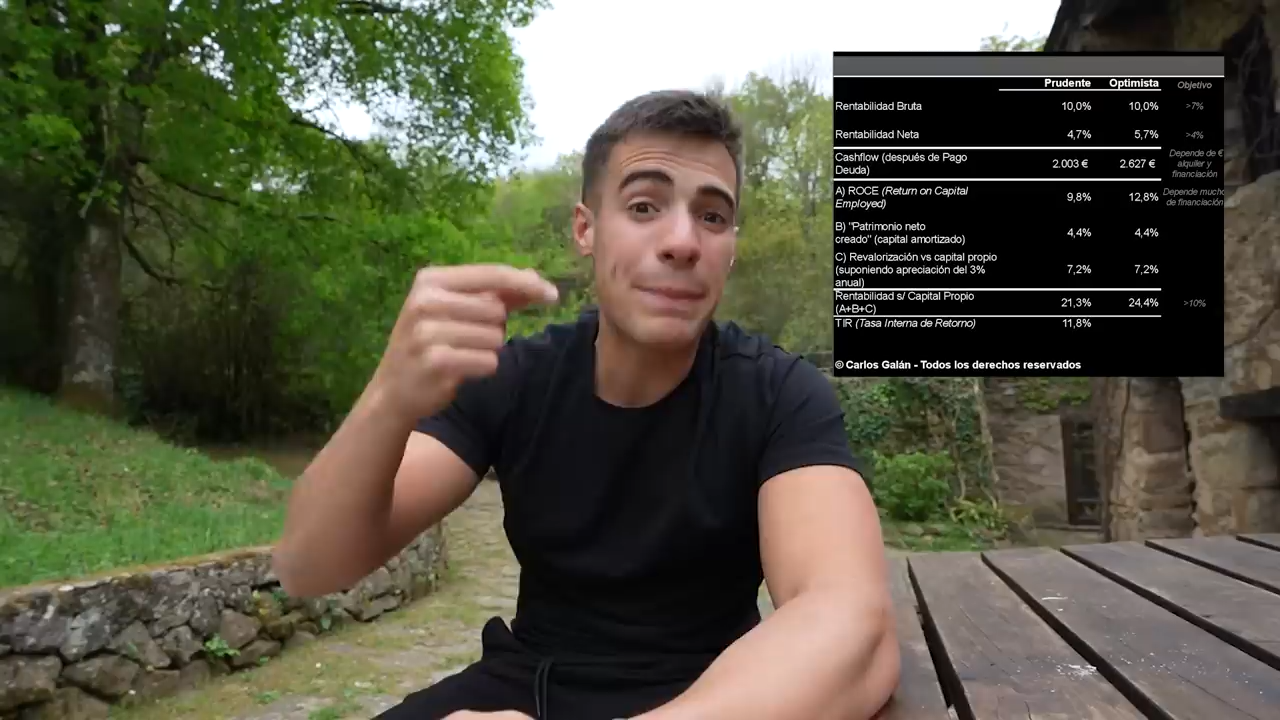 Prudente Optimista Objetivo
Rentabilidad Bruta 10,0% 10,0% >7%
Rentabilidad Neta 4,7% 5,7% >4%
Cashflow (después de Pago
Deuda) 2.003 € 2.627 € Depende de €
alquiler y
financiación
A) ROCE (Return on Capital
Employed) 9,8% 12,8% Depende mucho
de financiación
B) "Patrimonio neto
creado" (capital amortizado) 4,4% 4,4%
C) Revalorización vs capital propio
(suponiendo apreciación del 3%
anual) 7,2% 7,2%
Rentabilidad s/ Capital Propio
(A+B+C) 21,3% 24,4% >10%
TIR (Tasa Interna de Retorno) 11,8%
© Carlos Galán - Todos los derechos reservados